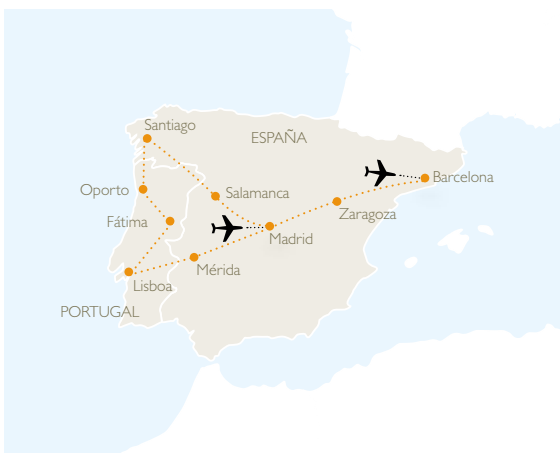 Santiago
ESPAÑA
Barcelona
Oporto
Salamanca
Zaragoza
Fátima
Madrid
Mérida
Lisboa
PORTUGAL